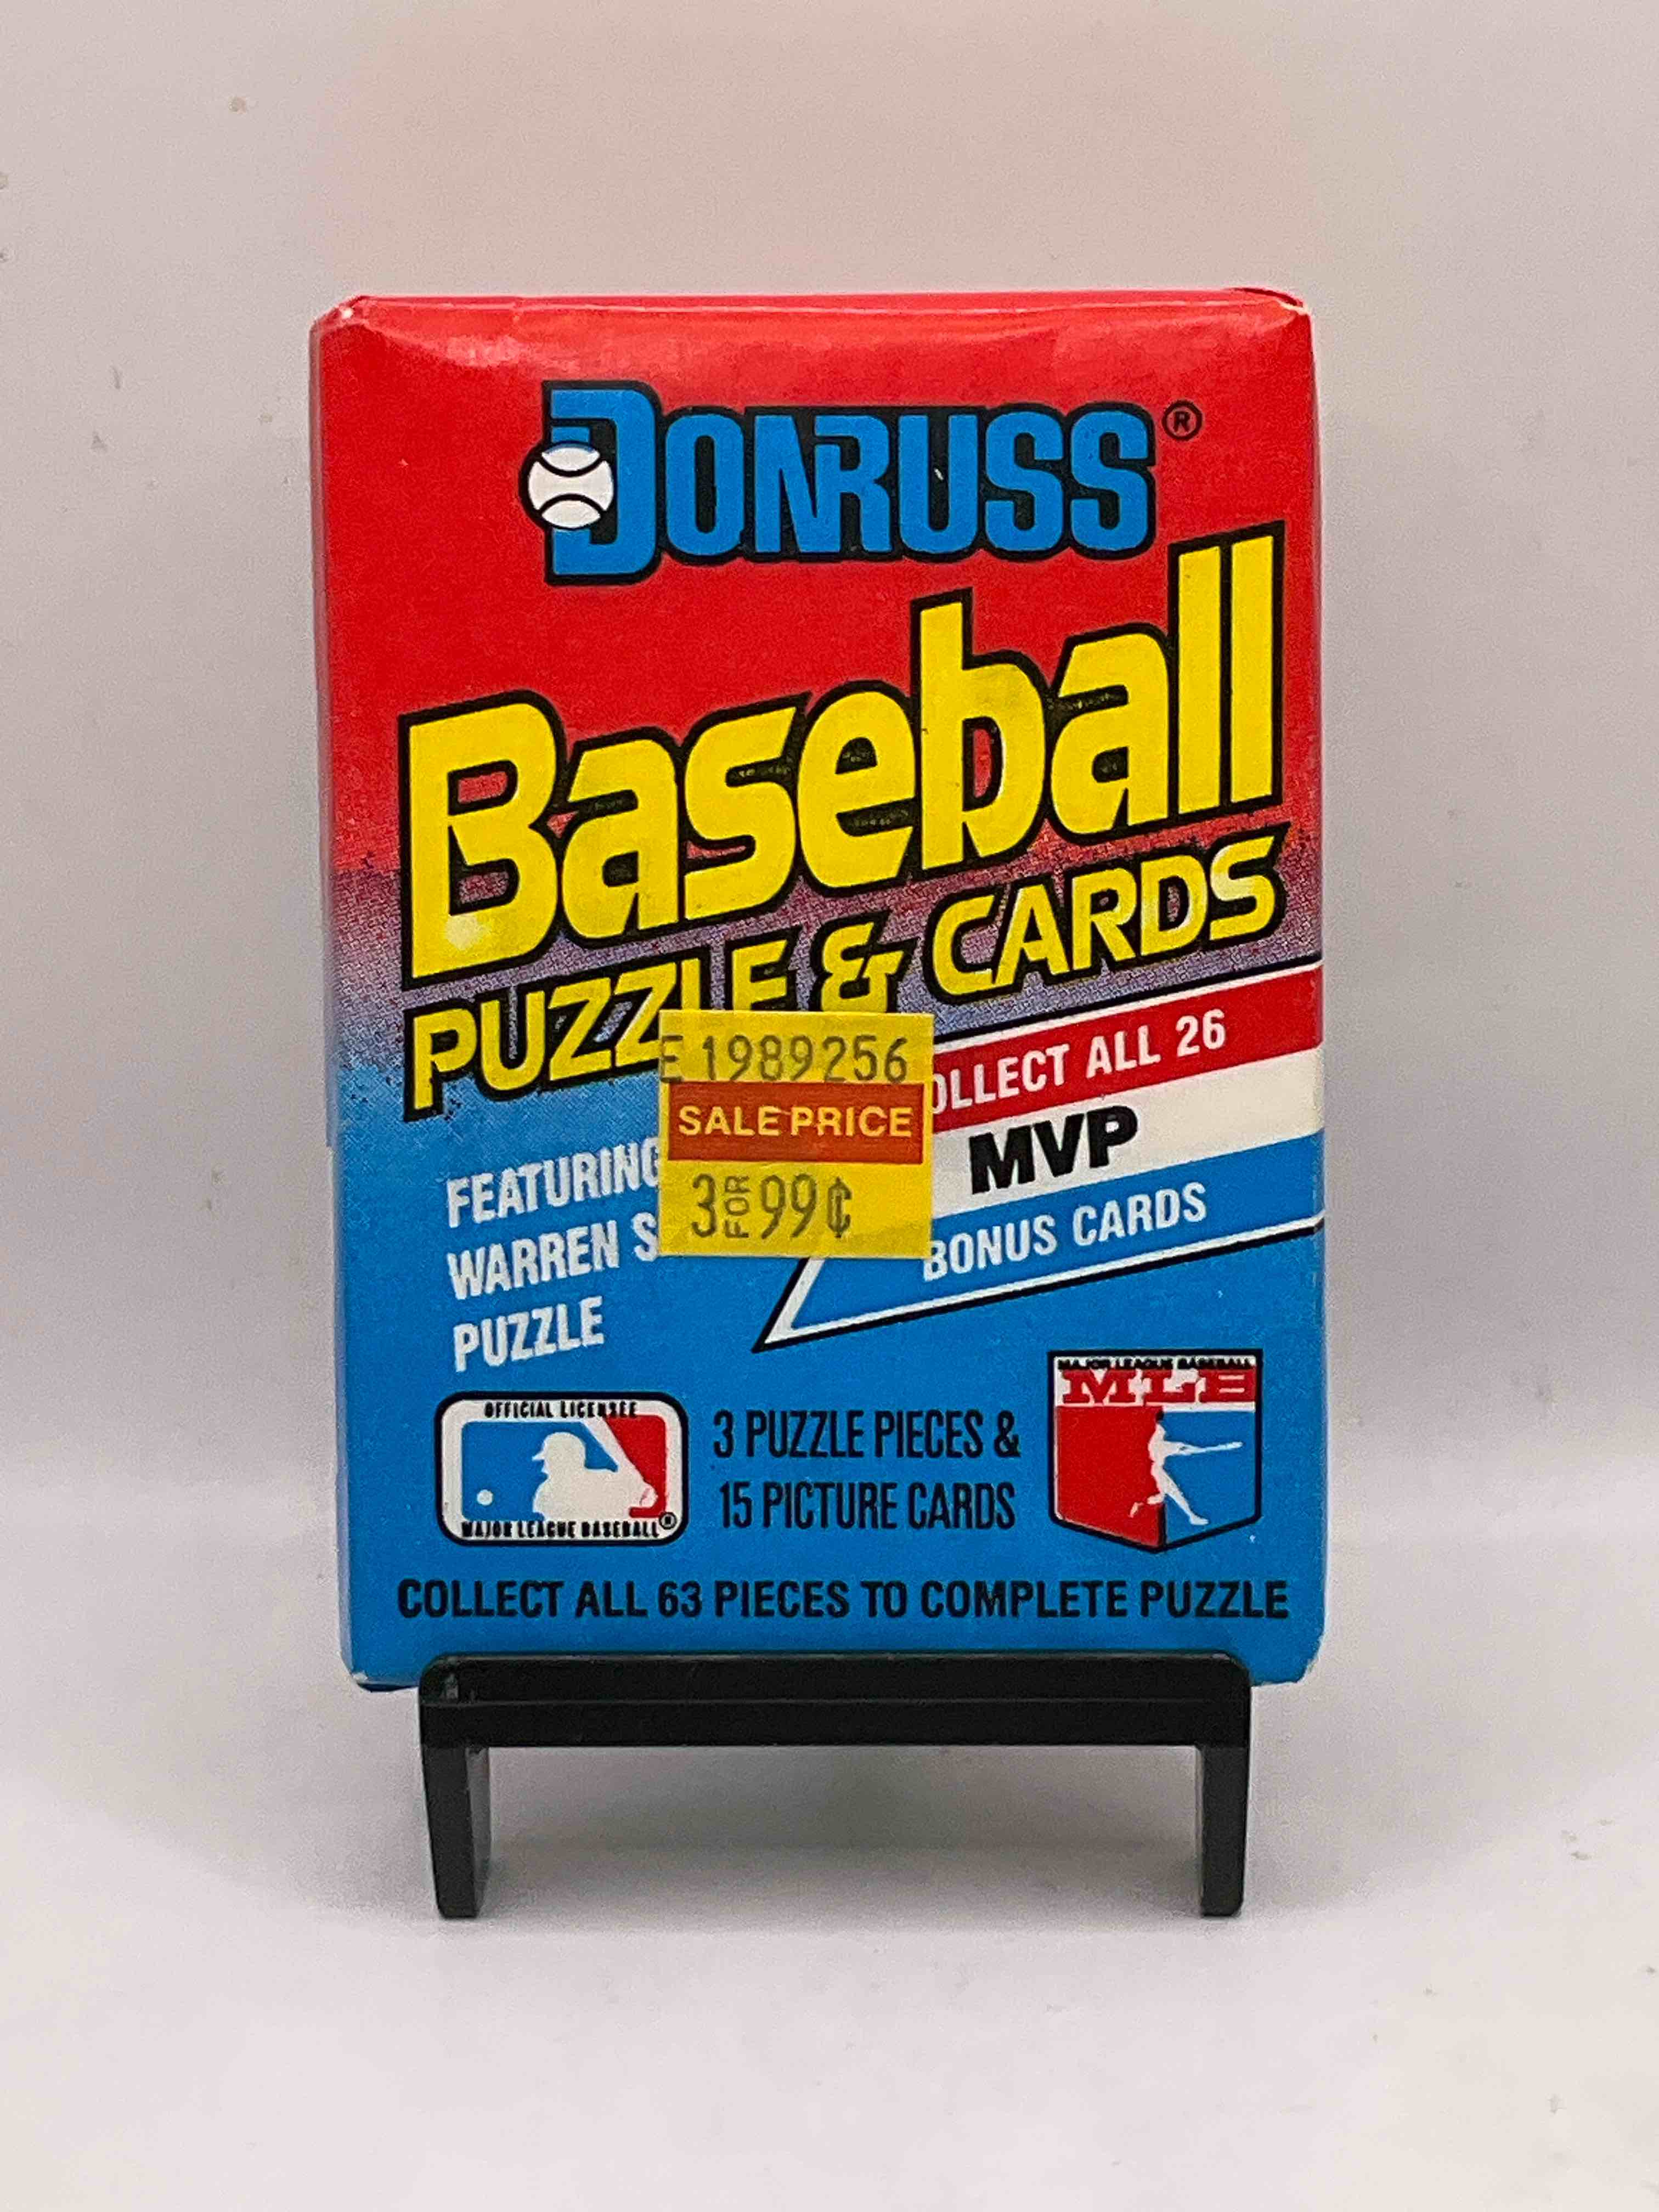 DONRUSS®
Baseball
PUZZLE & CARDS
E1989256
SALE PRICE
3 FOR 99¢
OLLECT ALL 26
MVP
BONUS CARDS
FEATURING
WARREN S
PUZZLE
OFFICIAL LICENSEE
MAJOR LEAGUE BASEBALL®
3 PUZZLE PIECES &
15 PICTURE CARDS
MAJOR LEAGUE BASEBALL
MLB
COLLECT ALL 63 PIECES TO COMPLETE PUZZLE